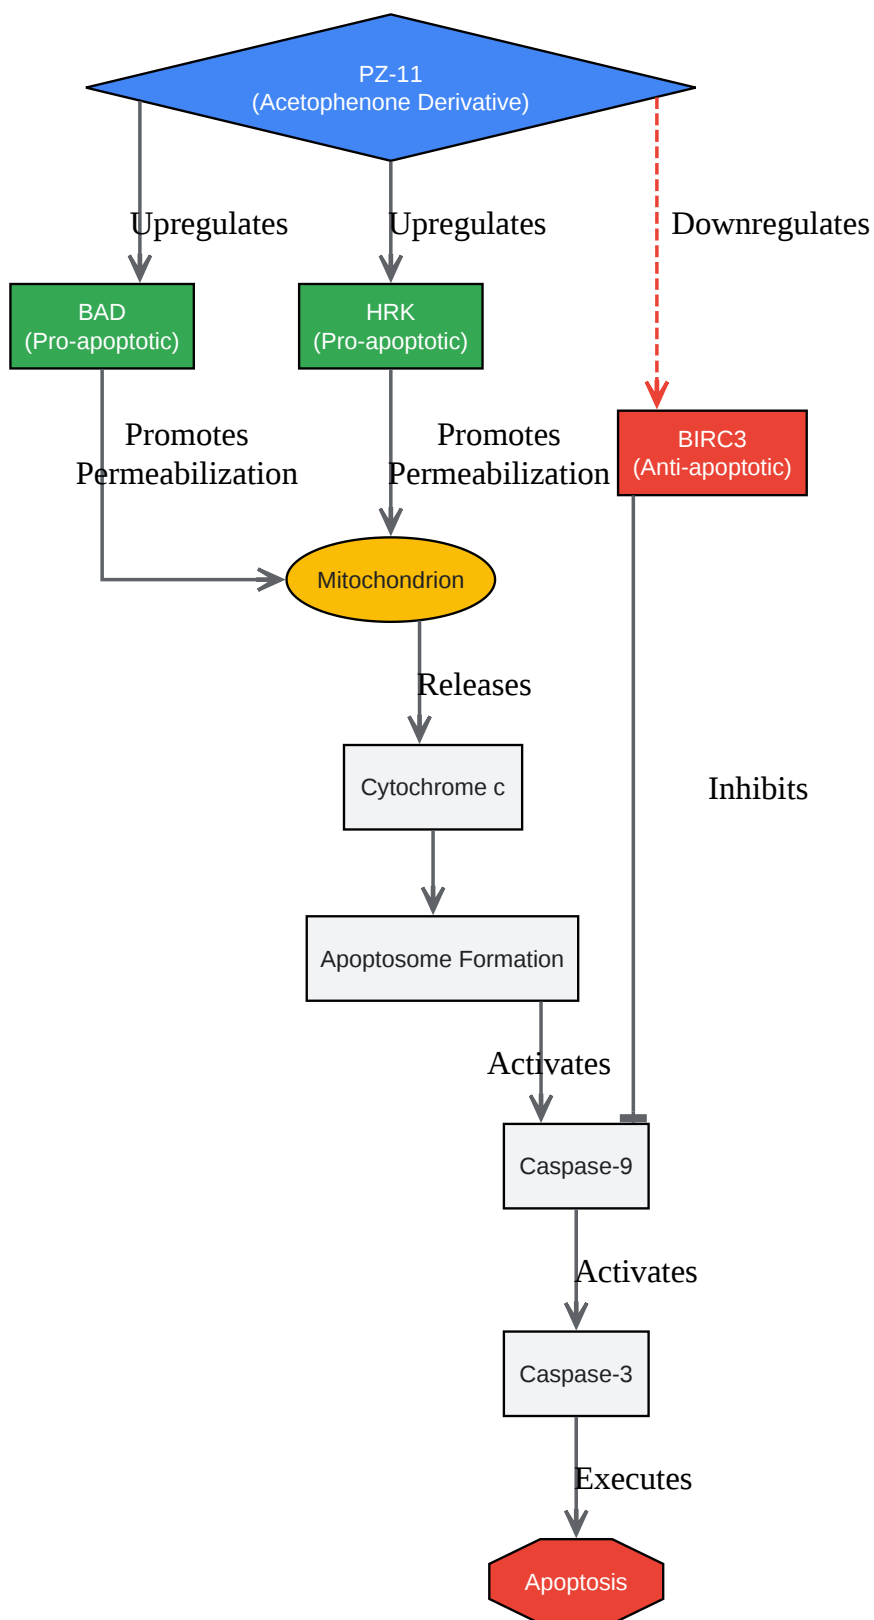 PZ-11
(Acetophenone Derivative)
Upregulates
Upregulates
Downregulates
BAD
(Pro-apoptotic)
HRK
(Pro-apoptotic)
BIRC3
(Anti-apoptotic)
Promotes
Permeabilization
Promotes
Permeabilization
Mitochondrion
Releases
Cytochrome c
Inhibits
Apoptosome Formation
Activates
Caspase-9
Activates
Caspase-3
Executes
Apoptosis